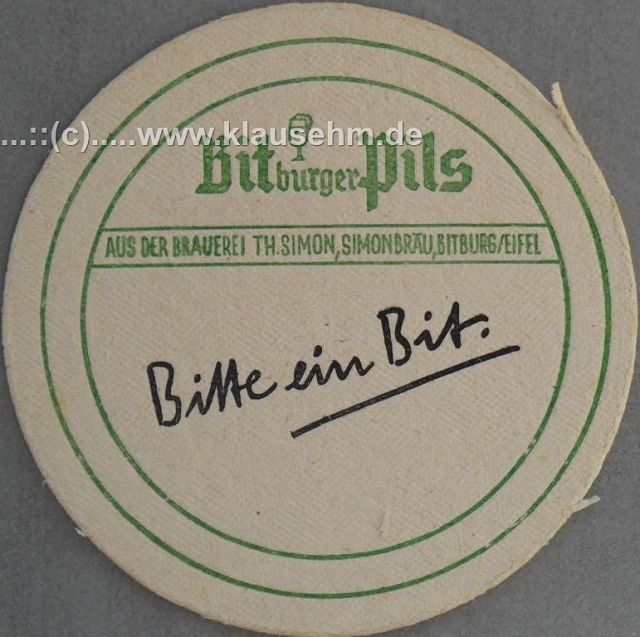 ...::(c).....www.klausehm.de
Bitburger Pils
AUS DER BRAUEREI TH. SIMON, SIMONBRÄU, BITBURG/EIFEL
Bitte ein Bit.